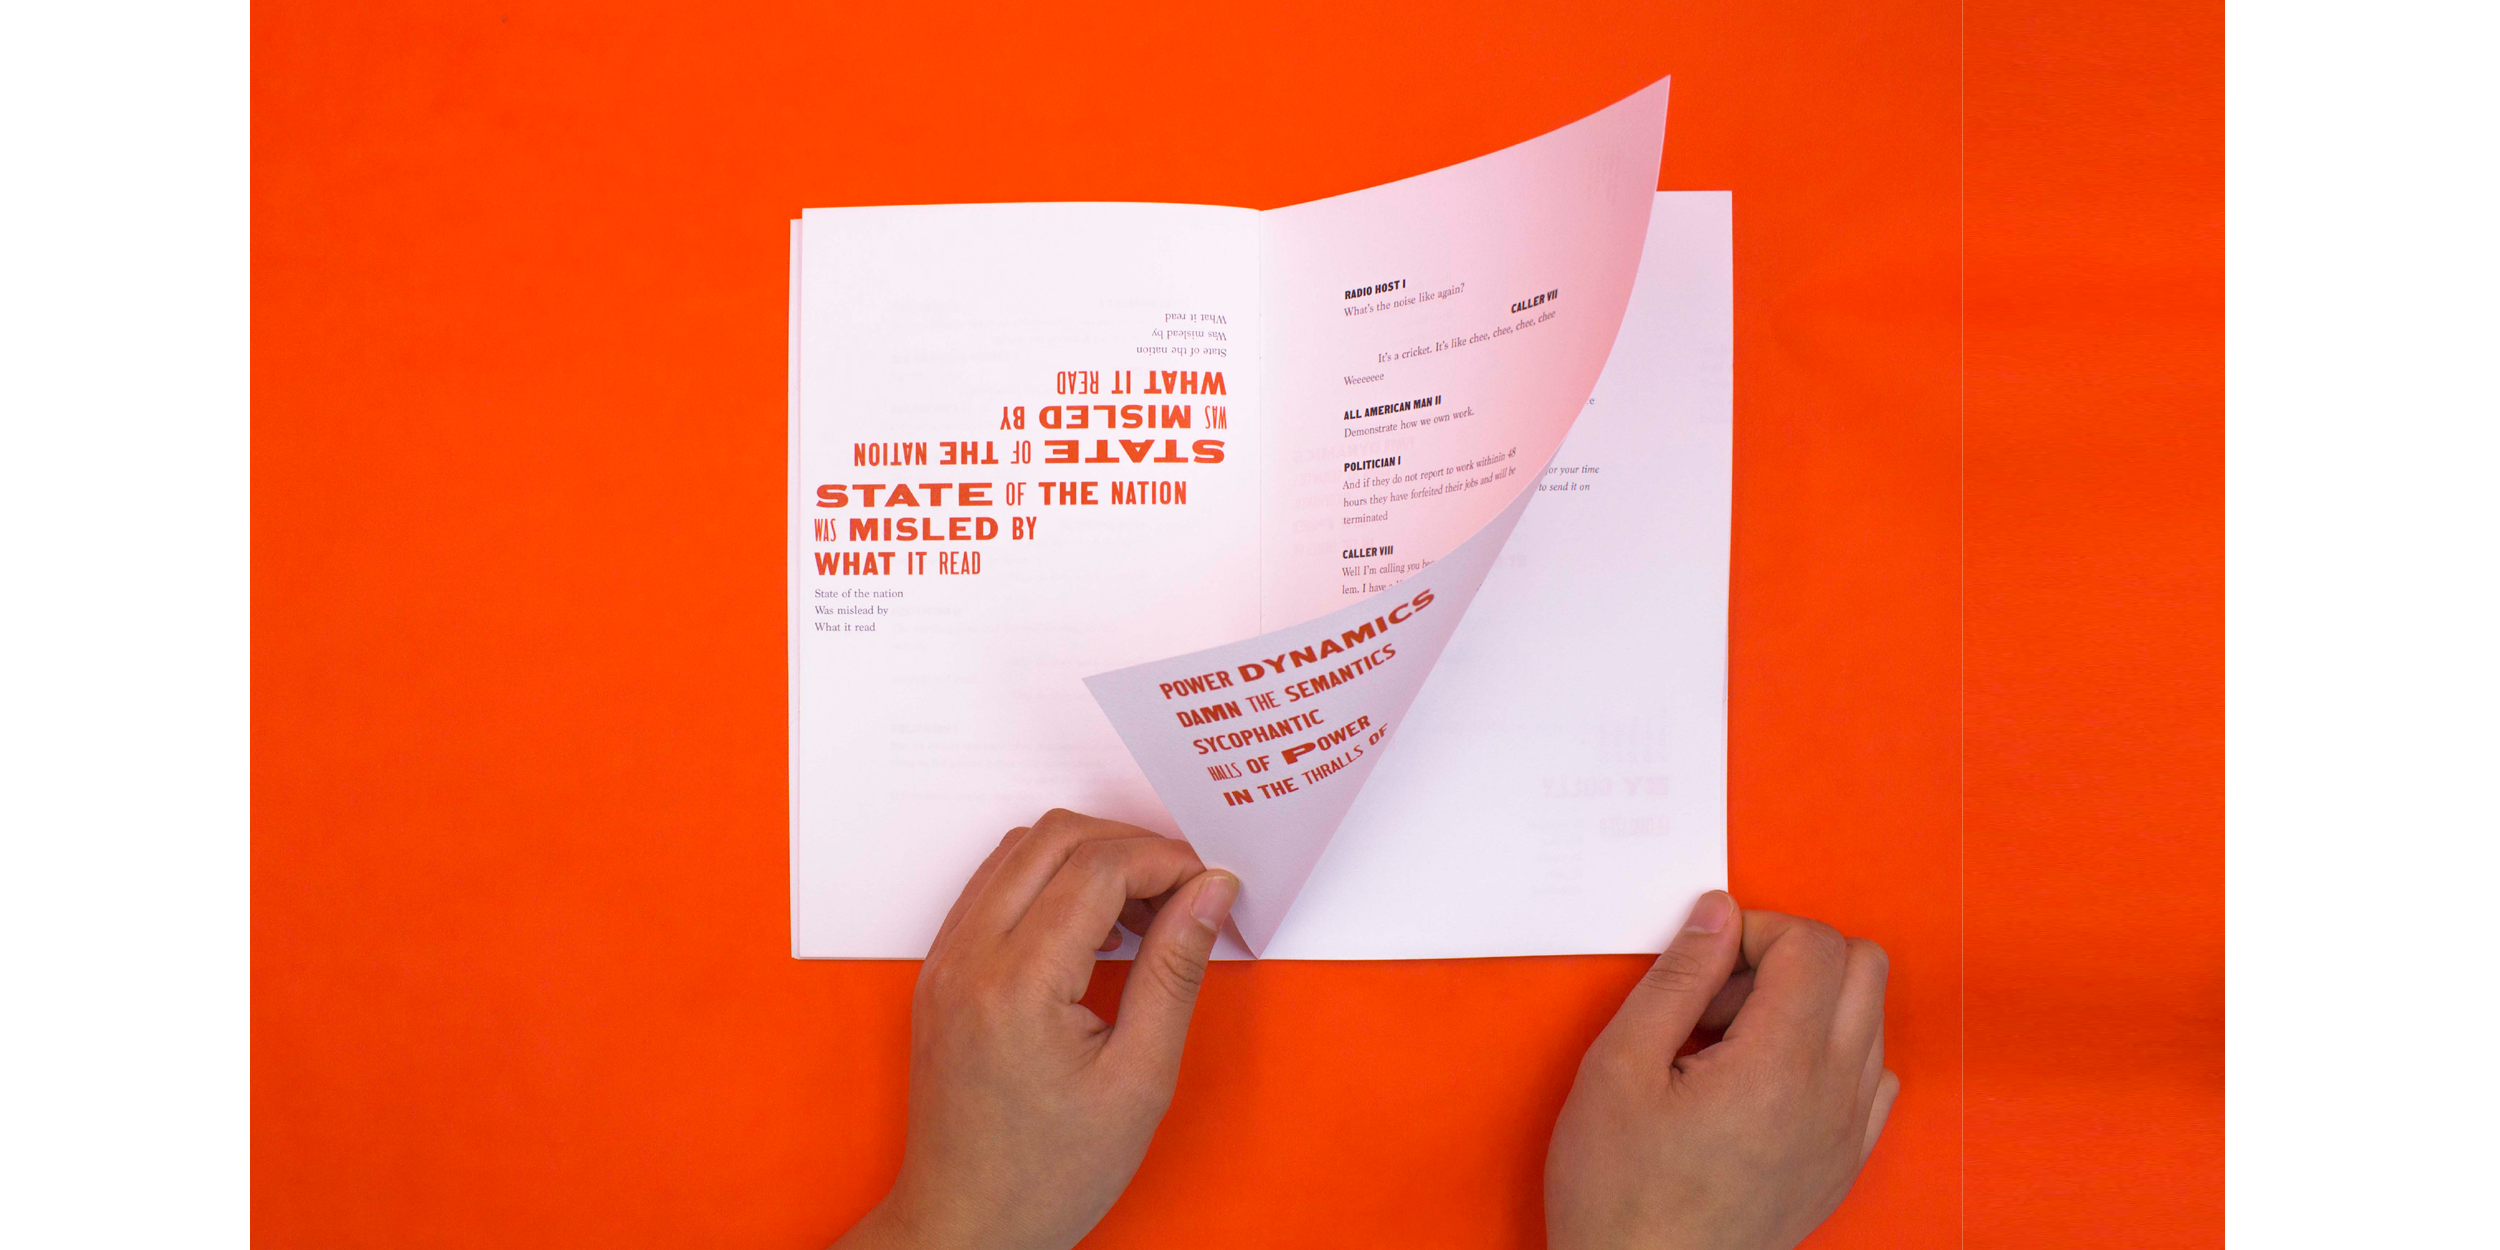 What it read
Was mislead by
State of the nation
WHAT IT READ
WAS MISLED BY
STATE OF THE NATION
STATE OF THE NATION
WAS MISLED BY
WHAT IT READ
State of the nation
Was mislead by
What it read
RADIO HOST I
What's the noise like again?
CALLER VII
It's a cricket. It's like chee, chee, chee, chee
Weeeeeee
ALL AMERICAN MAN II
Demonstrate how we own work.
POLITICIAN I
And if they do not report to work withinin 48
hours they have forfeited their jobs and will be
terminated
CALLER VIII
Well I'm calling you
lem. I have
POWER DYNAMICS
DAMN THE SEMANTICS
SYCOPHANTIC
HALLS OF POWER
IN THE THRALLS OF
or your time
to send it on